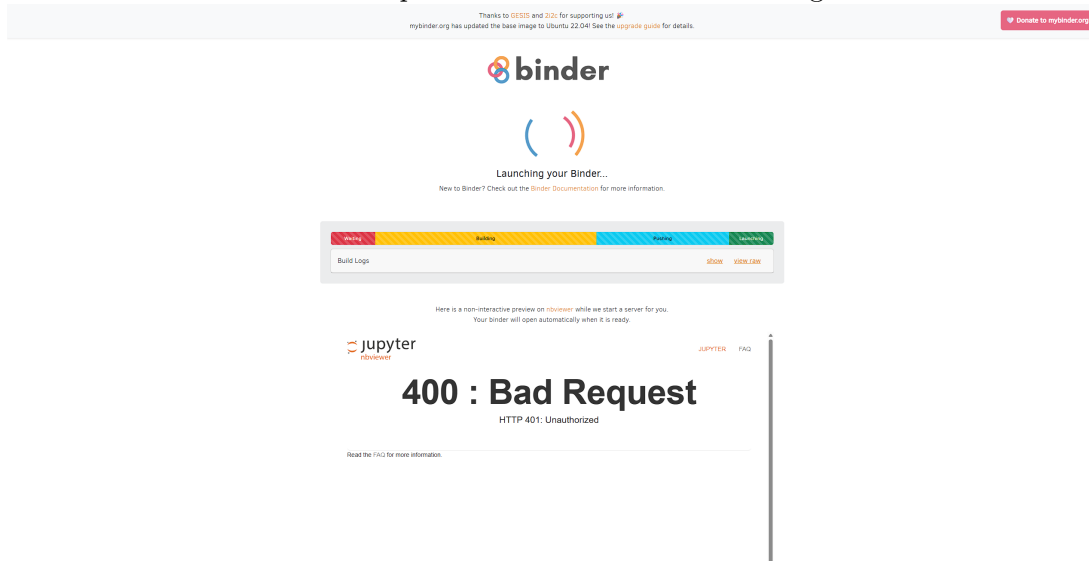 Thanks to GESIS and 2i2c for supporting us! 🎉
mybinder.org has updated the base image to Ubuntu 22.04! See the upgrade guide for details.
Donate to mybinder.org
binder
Launching your Binder...
New to Binder? Check out the Binder Documentation for more information.
Waiting Building Pushing Launching
Build Logs show view raw
Here is a non-interactive preview on nbviewer while we start a server for you.
Your binder will open automatically when it is ready.
jupyter
nbviewer
JUPYTER FAQ
400 : Bad Request
HTTP 401: Unauthorized
Read the FAQ for more information.